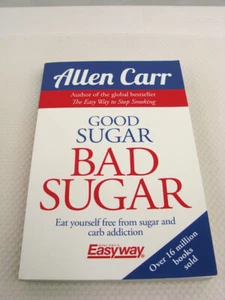 Allen Carr
Author of the global bestseller
The Easy Way to Stop Smoking
GOOD
SUGAR
BAD
SUGAR
Eat yourself free from sugar and
carb addiction
Easyway®
Over 16 million
books
sold